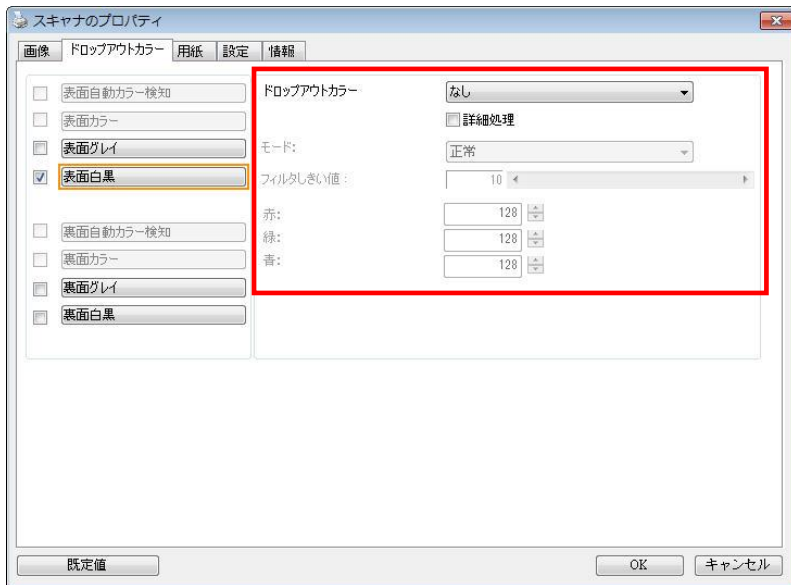 スキャナのプロパティ
画像 ドロップアウトカラー 用紙 設定 情報
表面自動カラー検知
表面カラー
表面グレイ
表面白黒
裏面自動カラー検知
裏面カラー
裏面グレイ
裏面白黒
ドロップアウトカラー なし
詳細処理
モード: 正常
フィルタしきい値: 10
赤: 128
緑: 128
青: 128
既定値 OK キャンセル